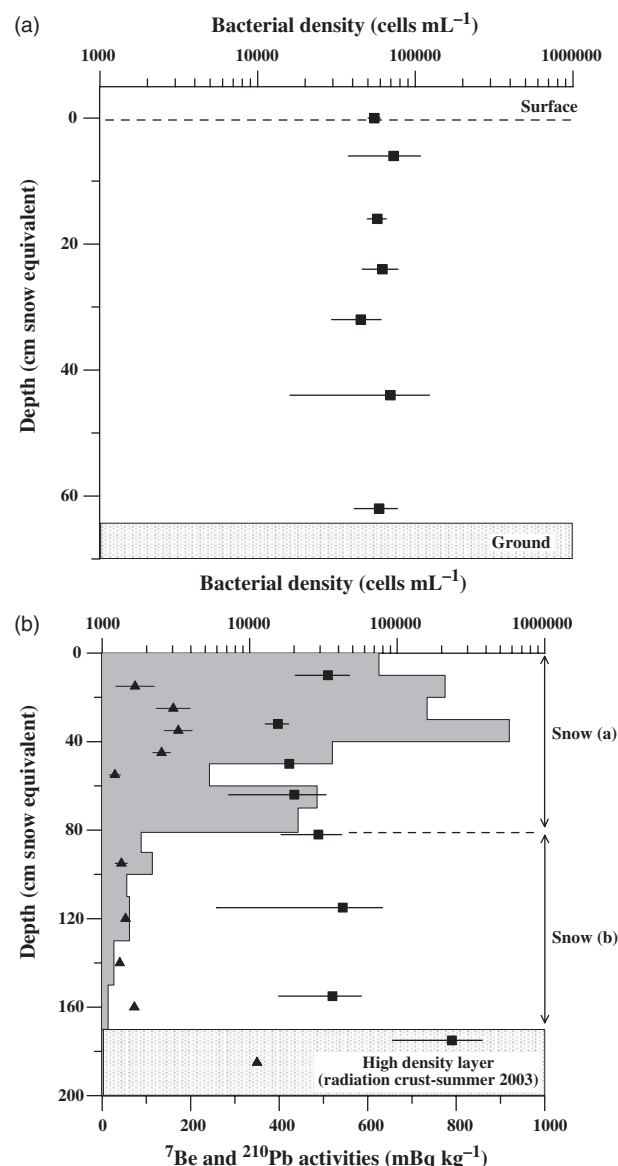 (a)
Bacterial density (cells mL–1)
1000 10000 100000 1000000
Surface
0
20
40
60
Depth (cm snow equivalent)
Ground
Bacterial density (cells mL–1)
(b)
1000 10000 100000 1000000
0
40
80
120
160
200
Depth (cm snow equivalent)
Snow (a)
Snow (b)
High density layer
(radiation crust-summer 2003)
0 200 400 600 800 1000
7Be and 210Pb activities (mBq kg–1)